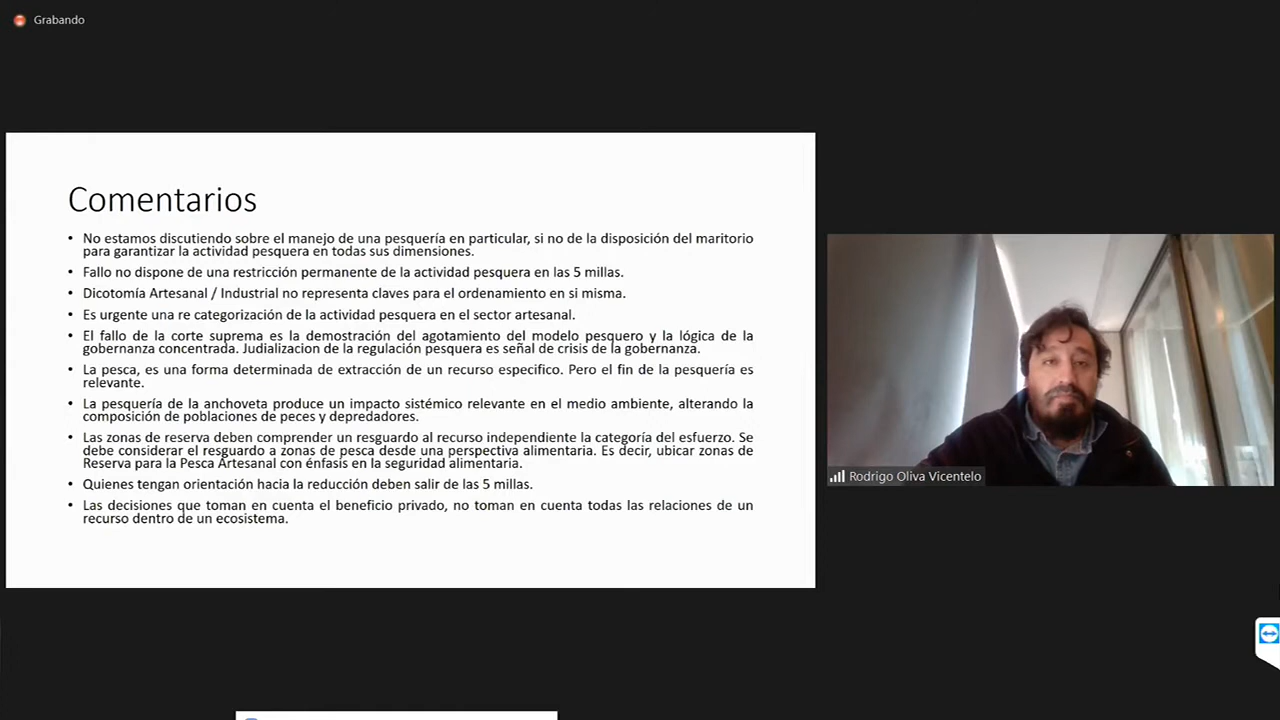 Grabando
Comentarios
• No estamos discutiendo sobre el manejo de una pesquería en particular, si no de la disposición del maritorio
para garantizar la actividad pesquera en todas sus dimensiones.
• Fallo no dispone de una restricción permanente de la actividad pesquera en las 5 millas.
• Dicotomía Artesanal / Industrial no representa claves para el ordenamiento en si misma.
• Es urgente una re categorización de la actividad pesquera en el sector artesanal.
• El fallo de la corte suprema es la demostración del agotamiento del modelo pesquero y la lógica de la
gobernanza concentrada. Judializacion de la regulación pesquera es señal de crisis de la gobernanza.
• La pesca, es una forma determinada de extracción de un recurso especifico. Pero el fin de la pesquería es
relevante.
• La pesquería de la anchoveta produce un impacto sistémico relevante en el medio ambiente, alterando la
composición de poblaciones de peces y depredadores.
• Las zonas de reserva deben comprender un resguardo al recurso independiente la categoría del esfuerzo. Se
debe considerar el resguardo a zonas de pesca desde una perspectiva alimentaria. Es decir, ubicar zonas de
Reserva para la Pesca Artesanal con énfasis en la seguridad alimentaria.
• Quienes tengan orientación hacia la reducción deben salir de las 5 millas.
• Las decisiones que toman en cuenta el beneficio privado, no toman en cuenta todas las relaciones de un
recurso dentro de un ecosistema.
Rodrigo Oliva Vicentelo